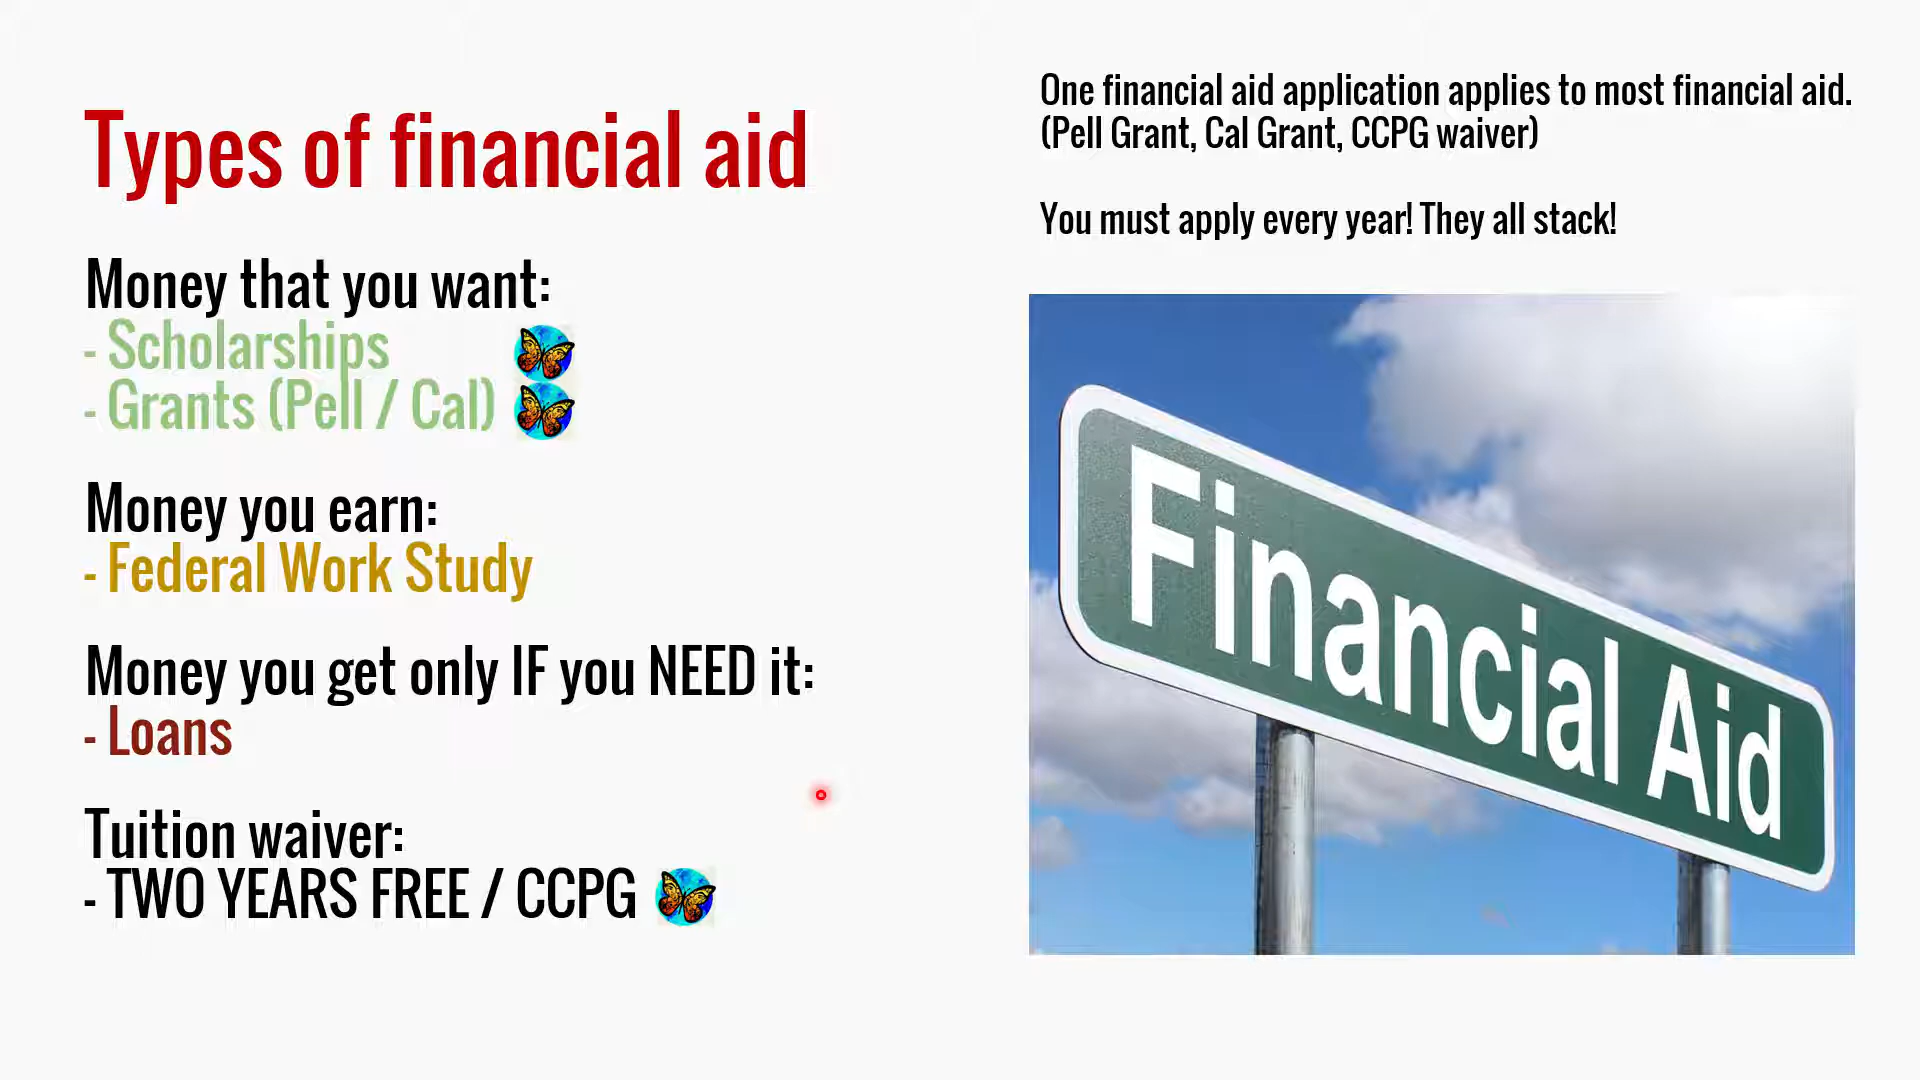 Types of financial aid
Money that you want:
- Scholarships
- Grants (Pell / Cal)
Money you earn:
- Federal Work Study
Money you get only IF you NEED it:
- Loans
Tuition waiver:
- TWO YEARS FREE / CCPG
One financial aid application applies to most financial aid.
(Pell Grant, Cal Grant, CCPG waiver)
You must apply every year! They all stack!
Financial Aid